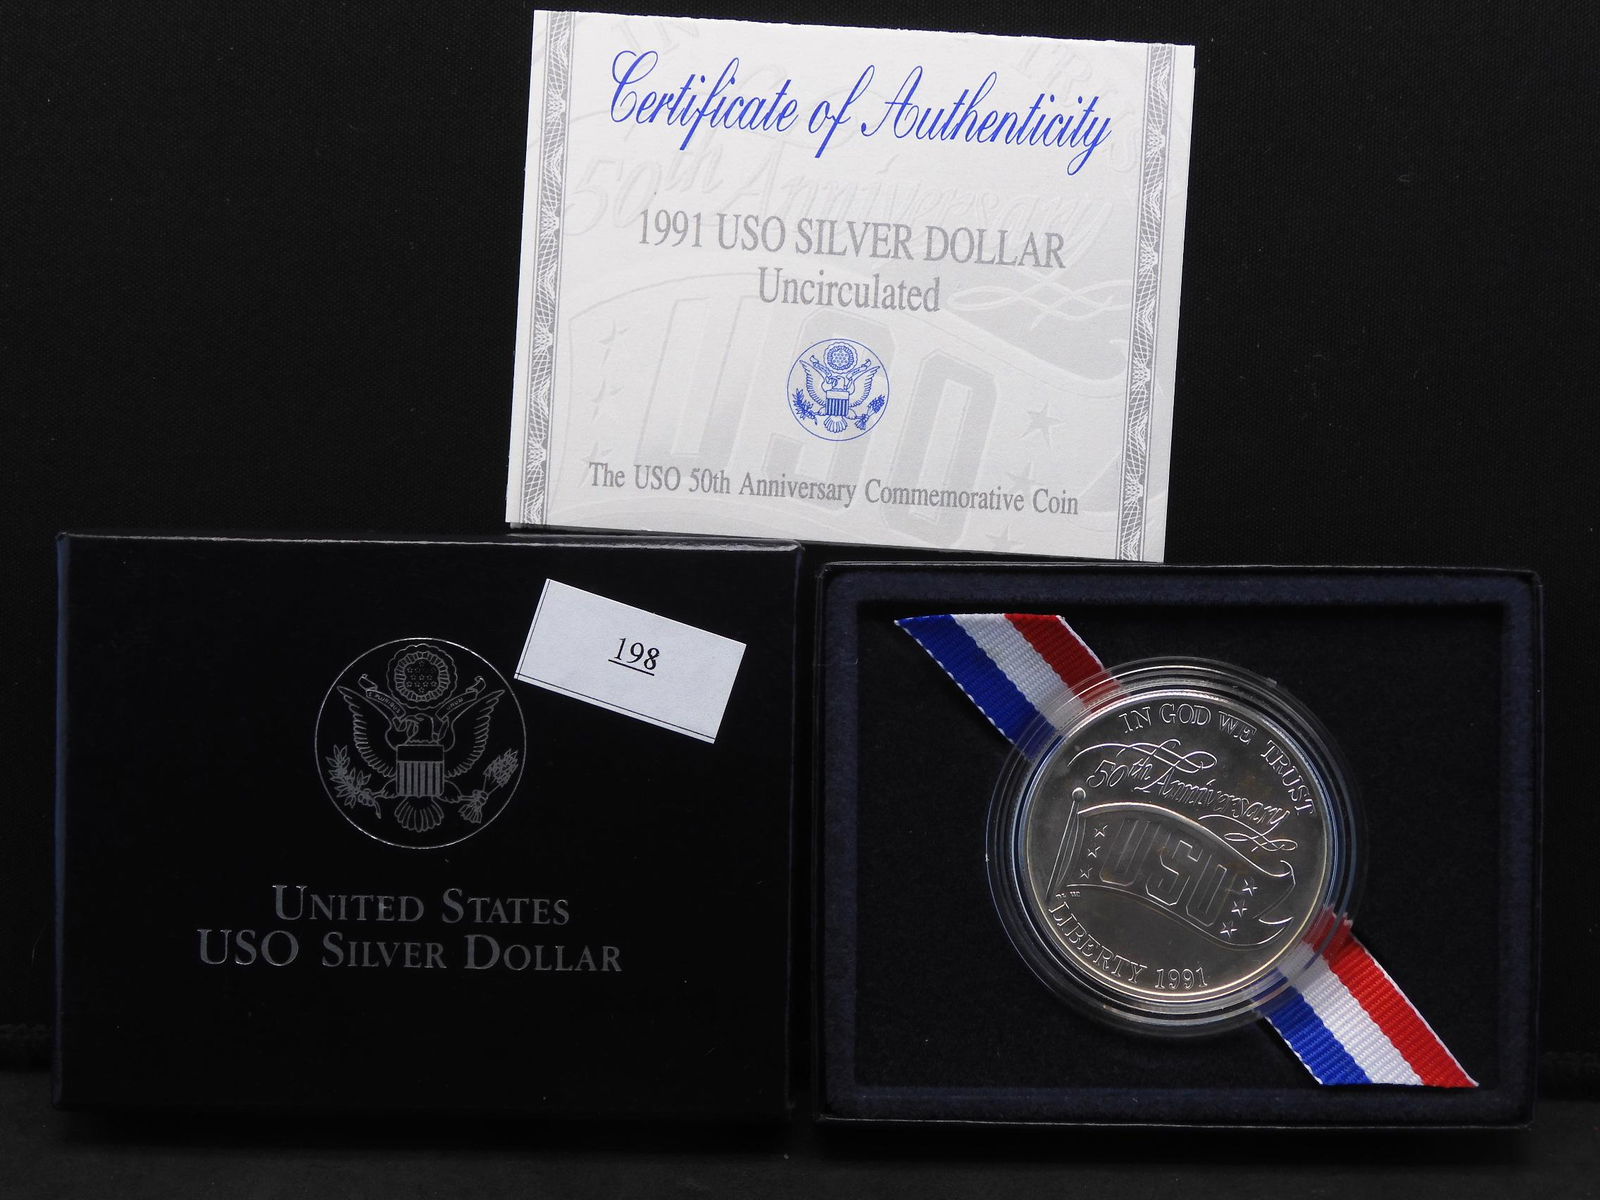 Certificate of Authenticity
1991 USO SILVER DOLLAR
Uncirculated
The USO 50th Anniversary Commemorative Coin
198
UNITED STATES
USO SILVER DOLLAR
IN GOD WE TRUST
50th Anniversary
USO
LIBERTY 1991